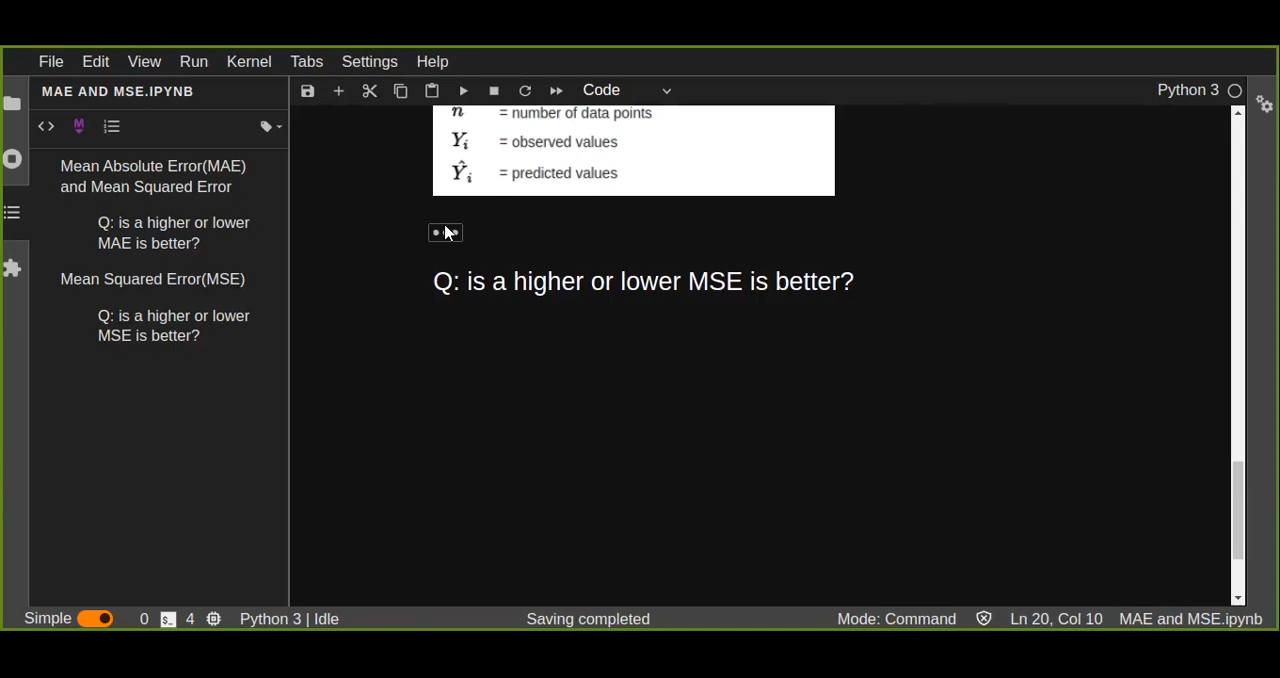 File Edit View Run Kernel Tabs Settings Help
MAE AND MSE.IPYNB
Code
Python 3
Mean Absolute Error(MAE)
and Mean Squared Error
Q: is a higher or lower
MAE is better?
Mean Squared Error(MSE)
Q: is a higher or lower
MSE is better?
n = number of data points
Yᵢ = observed values
Ŷᵢ = predicted values
Q: is a higher or lower MSE is better?
Simple 0 $_ 4 Python 3 | Idle Saving completed Mode: Command Ln 20, Col 10 MAE and MSE.ipynb